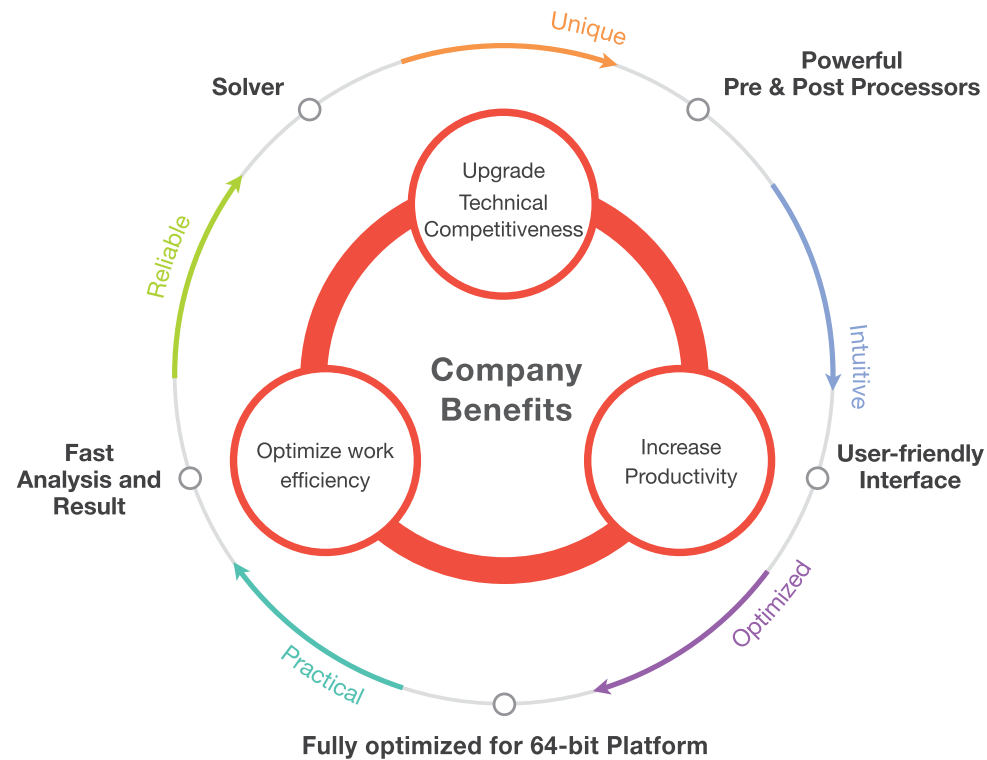 Unique
Powerful
Pre & Post Processors
Solver
Upgrade
Technical
Competitiveness
Reliable
Intuitive
Company
Benefits
Optimize work
efficiency
Increase
Productivity
Fast
Analysis and
Result
User-friendly
Interface
Optimized
Practical
Fully optimized for 64-bit Platform